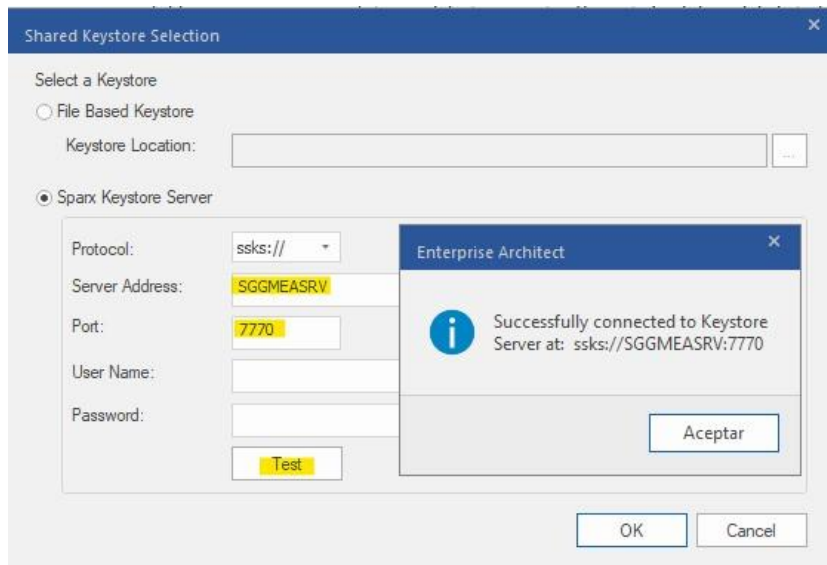 Shared Keystore Selection
Select a Keystore
File Based Keystore
Keystore Location:
...
Sparx Keystore Server
Protocol:
ssks://
Server Address:
SGGMEASRV
Port:
7770
User Name:
Password:
Test
Enterprise Architect
Successfully connected to Keystore
Server at: ssks://SGGMEASRV:7770
Aceptar
OK
Cancel